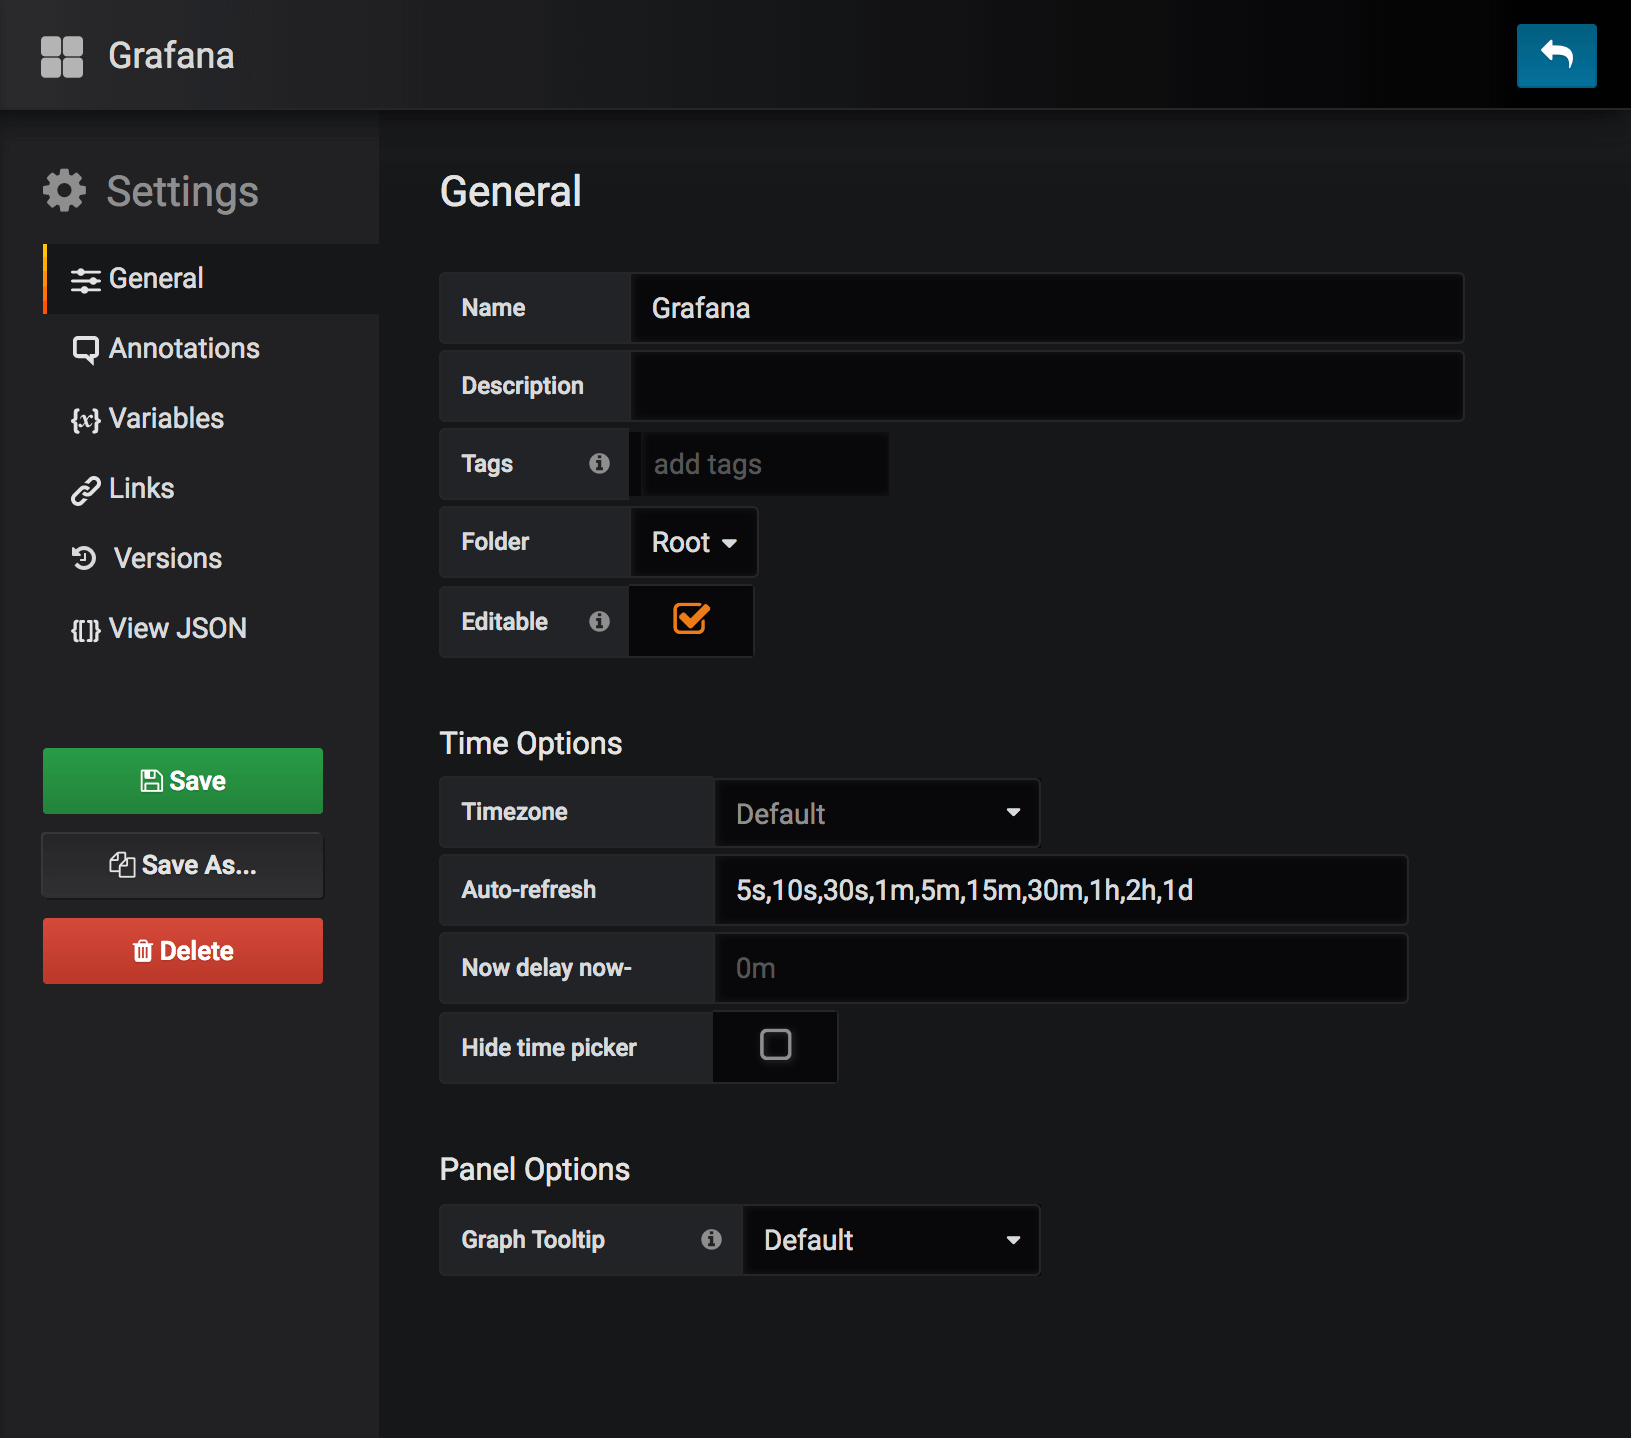 Grafana
Settings
General
Annotations
{x} Variables
Links
Versions
{[]} View JSON
Save
Save As...
Delete
General
Name Grafana
Description
Tags add tags
Folder Root
Editable
Time Options
Timezone Default
Auto-refresh 5s,10s,30s,1m,5m,15m,30m,1h,2h,1d
Now delay now- 0m
Hide time picker
Panel Options
Graph Tooltip Default